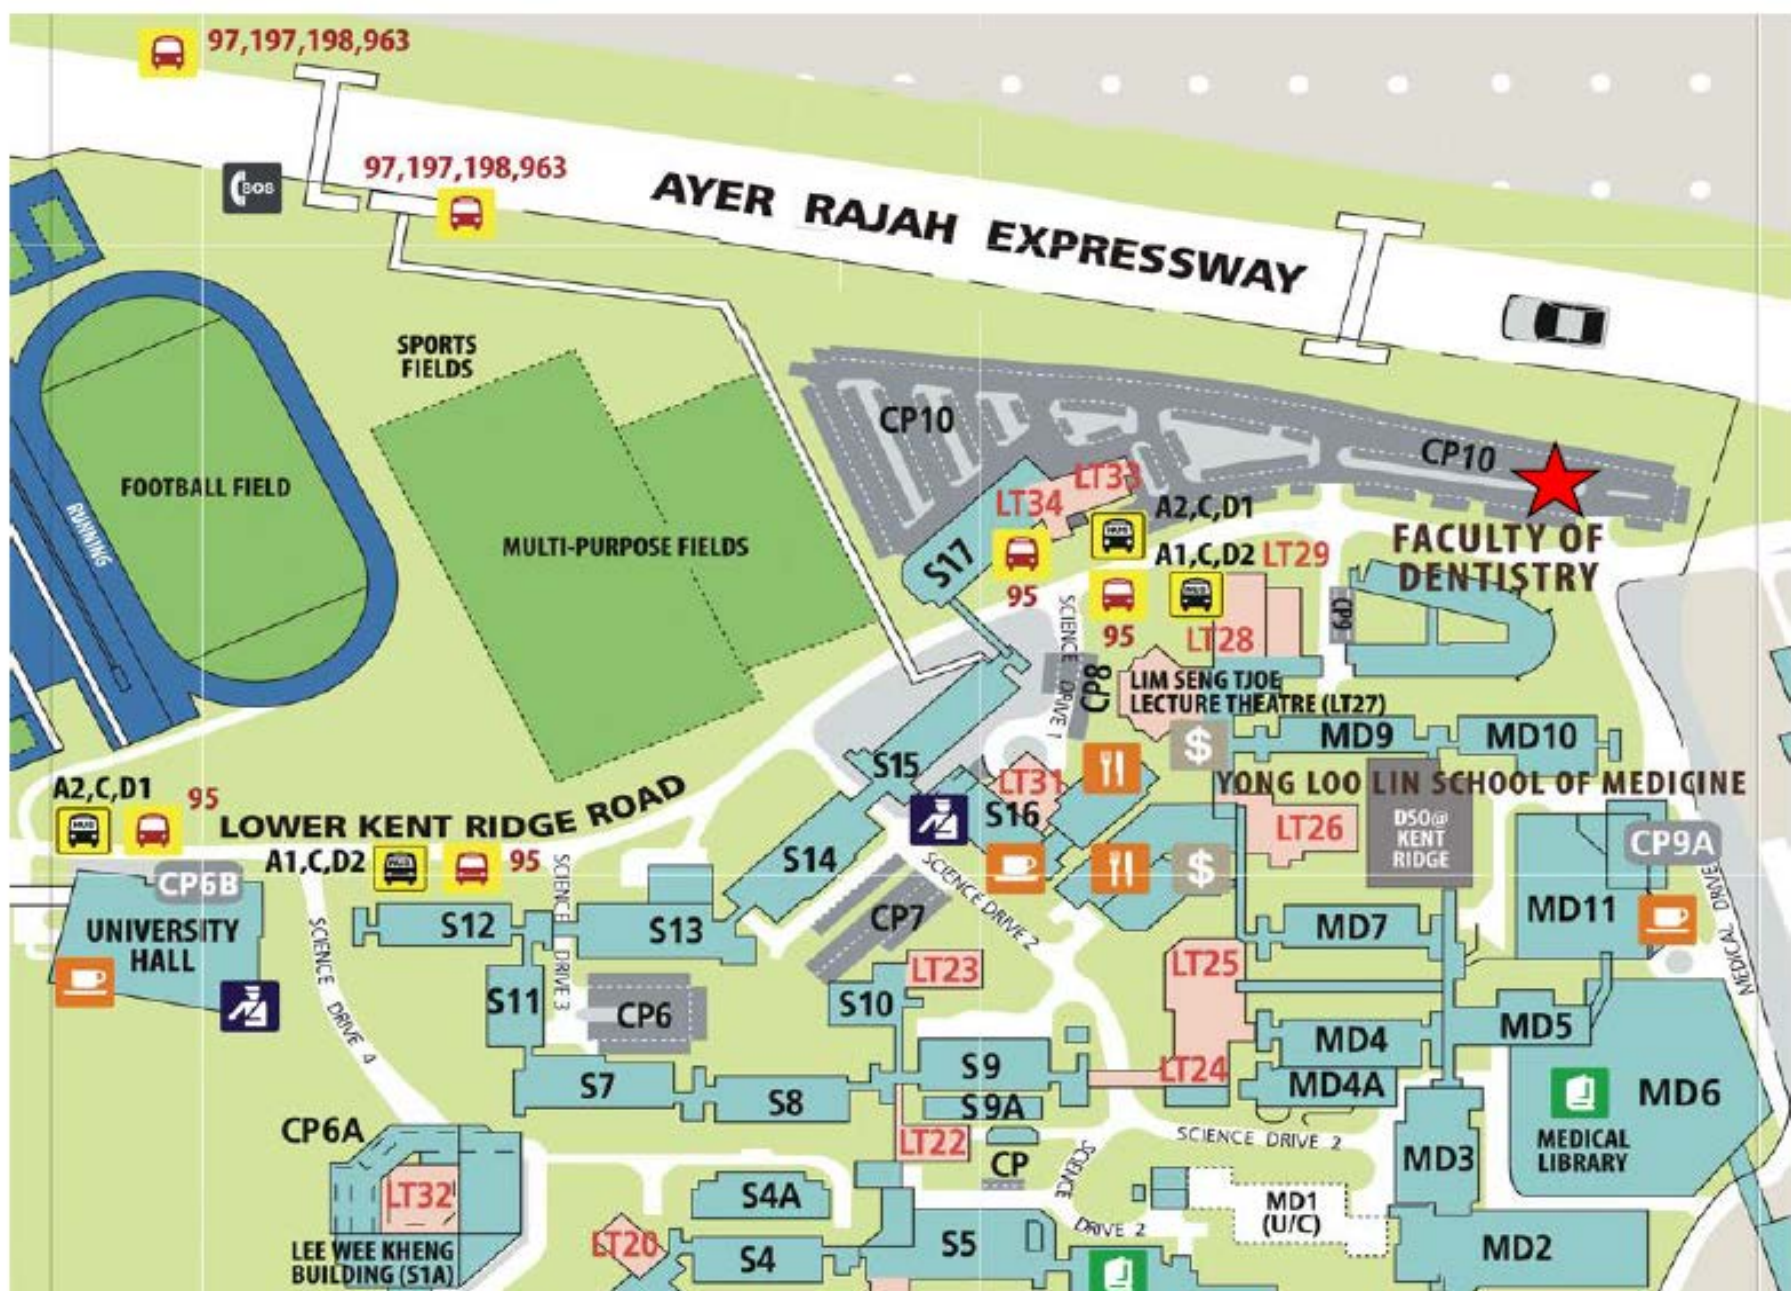 97,197,198,963
SOS
97,197,198,963
AYER RAJAH EXPRESSWAY
SPORTS
FIELDS
FOOTBALL FIELD
RUNNING
MULTI-PURPOSE FIELDS
CP10
CP10
LT33
LT34
S17
A2,C,D1
A1,C,D2
LT29
95
95
LT28
CP9
FACULTY OF
DENTISTRY
SCIENCE DRIVE 1
CP8
LIM SENG TJOE
LECTURE THEATRE (LT27)
MD9
MD10
$
S15
LT31
S16
YONG LOO LIN SCHOOL OF MEDICINE
LT26
DSO@
KENT
RIDGE
CP9A
MEDICAL DRIVE
MEDICAL DRIVE
A2,C,D1
HUS
95
LOWER KENT RIDGE ROAD
A1,C,D2
95
CP6B
UNIVERSITY
HALL
S14
SCIENCE DRIVE 2
$
CP7
S12
S13
SCIENCE DRIVE 3
SCIENCE DRIVE 4
MD7
MD11
LT23
LT25
S11
CP6
S10
MD4
MD5
S7
S8
S9
S9A
LT24
MD4A
MD6
CP6A
LT22
CP
SCIENCE DRIVE 2
SCIENCE
DRIVE 2
MD3
MEDICAL
LIBRARY
LT32
S4A
MD1
(U/C)
LT20
LEE WEE KHENG
BUILDING (S1A)
S4
S5
MD2